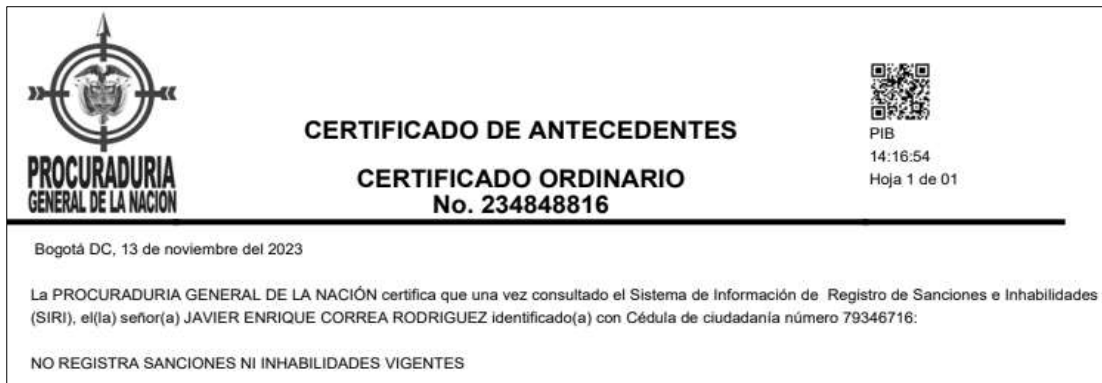 PROCURADURIA
GENERAL DE LA NACION
CERTIFICADO DE ANTECEDENTES
CERTIFICADO ORDINARIO
No. 234848816
PIB
14:16:54
Hoja 1 de 01
Bogotá DC, 13 de noviembre del 2023
La PROCURADURIA GENERAL DE LA NACIÓN certifica que una vez consultado el Sistema de Información de Registro de Sanciones e Inhabilidades
(SIRI), el(la) señor(a) JAVIER ENRIQUE CORREA RODRIGUEZ identificado(a) con Cédula de ciudadanía número 79346716:
NO REGISTRA SANCIONES NI INHABILIDADES VIGENTES